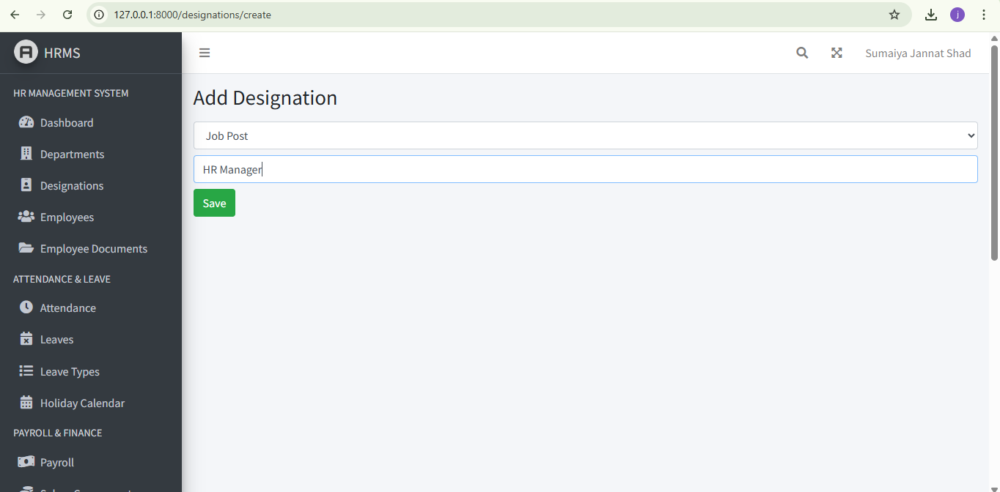 127.0.0.1:8000/designations/create
j
HRMS
Sumaiya Jannat Shad
HR MANAGEMENT SYSTEM
Dashboard
Departments
Designations
Employees
Employee Documents
ATTENDANCE & LEAVE
Attendance
Leaves
Leave Types
Holiday Calendar
PAYROLL & FINANCE
Payroll
Add Designation
Job Post
HR Manager
Save